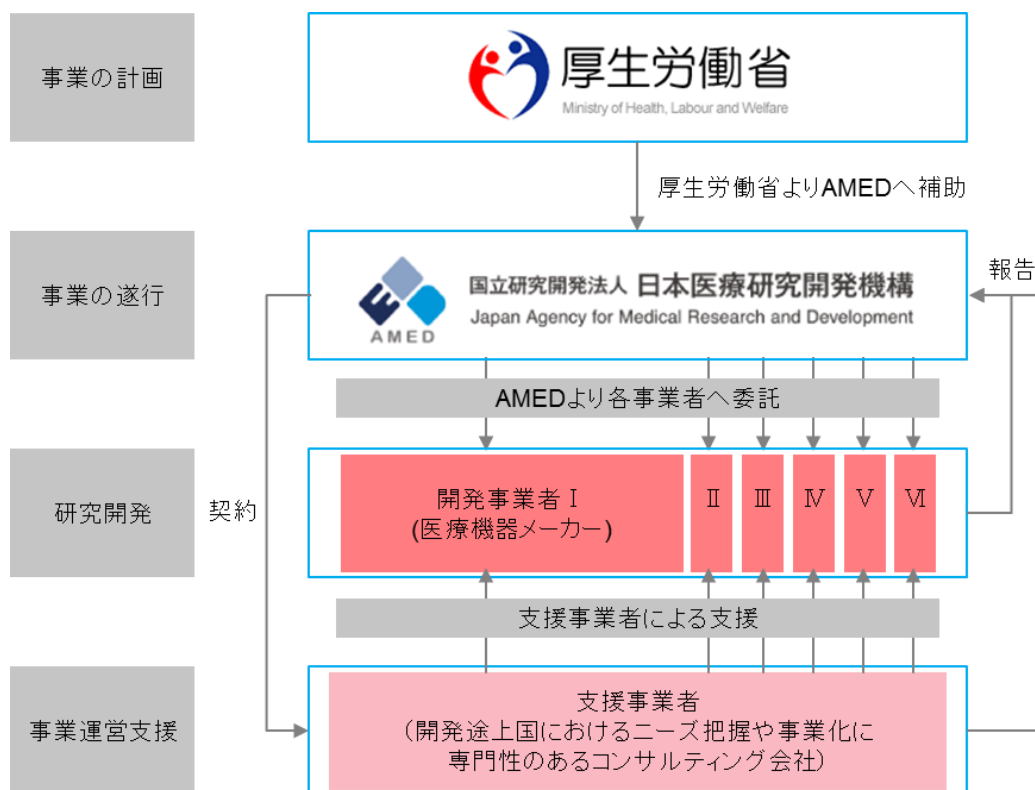 事業の計画
厚生労働省
Ministry of Health, Labour and Welfare
厚生労働省よりAMEDへ補助
事業の遂行
AMED
国立研究開発法人 日本医療研究開発機構
Japan Agency for Medical Research and Development
報告
AMEDより各事業者へ委託
研究開発
契約
開発事業者Ⅰ
(医療機器メーカー)
Ⅱ
Ⅲ
Ⅳ
Ⅴ
Ⅵ
支援事業者による支援
事業運営支援
支援事業者
(開発途上国におけるニーズ把握や事業化に
専門性のあるコンサルティング会社)